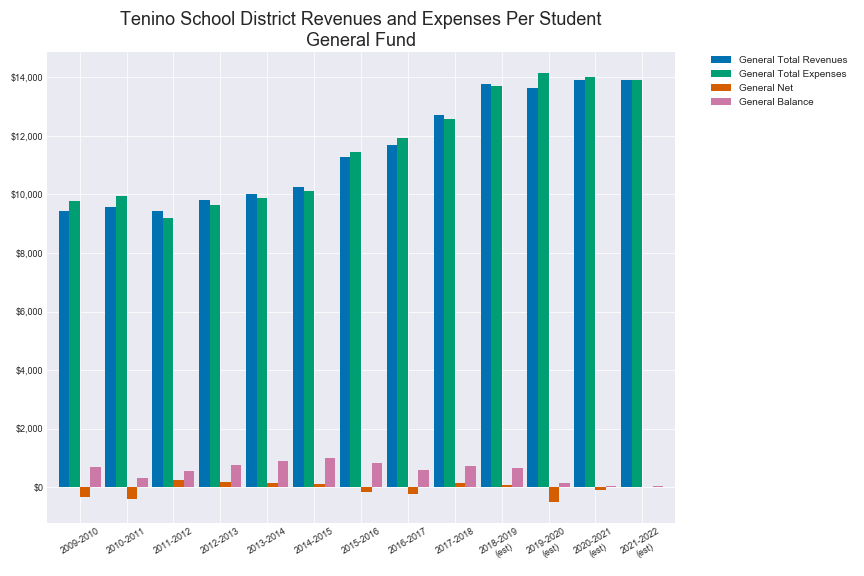 Tenino School District Revenues and Expenses Per Student
General Fund
General Total Revenues
General Total Expenses
General Net
General Balance
$14,000
$12,000
$10,000
$8,000
$6,000
$4,000
$2,000
$0
2009-2010
2010-2011
2011-2012
2012-2013
2013-2014
2014-2015
2015-2016
2016-2017
2017-2018
2018-2019
(est)
2019-2020
(est)
2020-2021
(est)
2021-2022
(est)